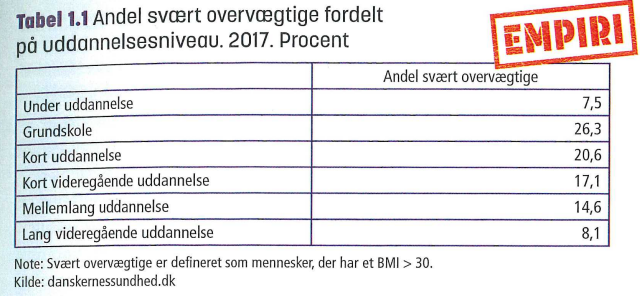 Tabel 1.1 Andel svært overvægtige fordelt
på uddannelsesniveau. 2017. Procent
EMPIRI
Andel svært overvægtige
Under uddannelse 7,5
Grundskole 26,3
Kort uddannelse 20,6
Kort videregående uddannelse 17,1
Mellemlang uddannelse 14,6
Lang videregående uddannelse 8,1
Note: Svært overvægtige er defineret som mennesker, der har et BMI > 30.
Kilde: danskernessundhed.dk